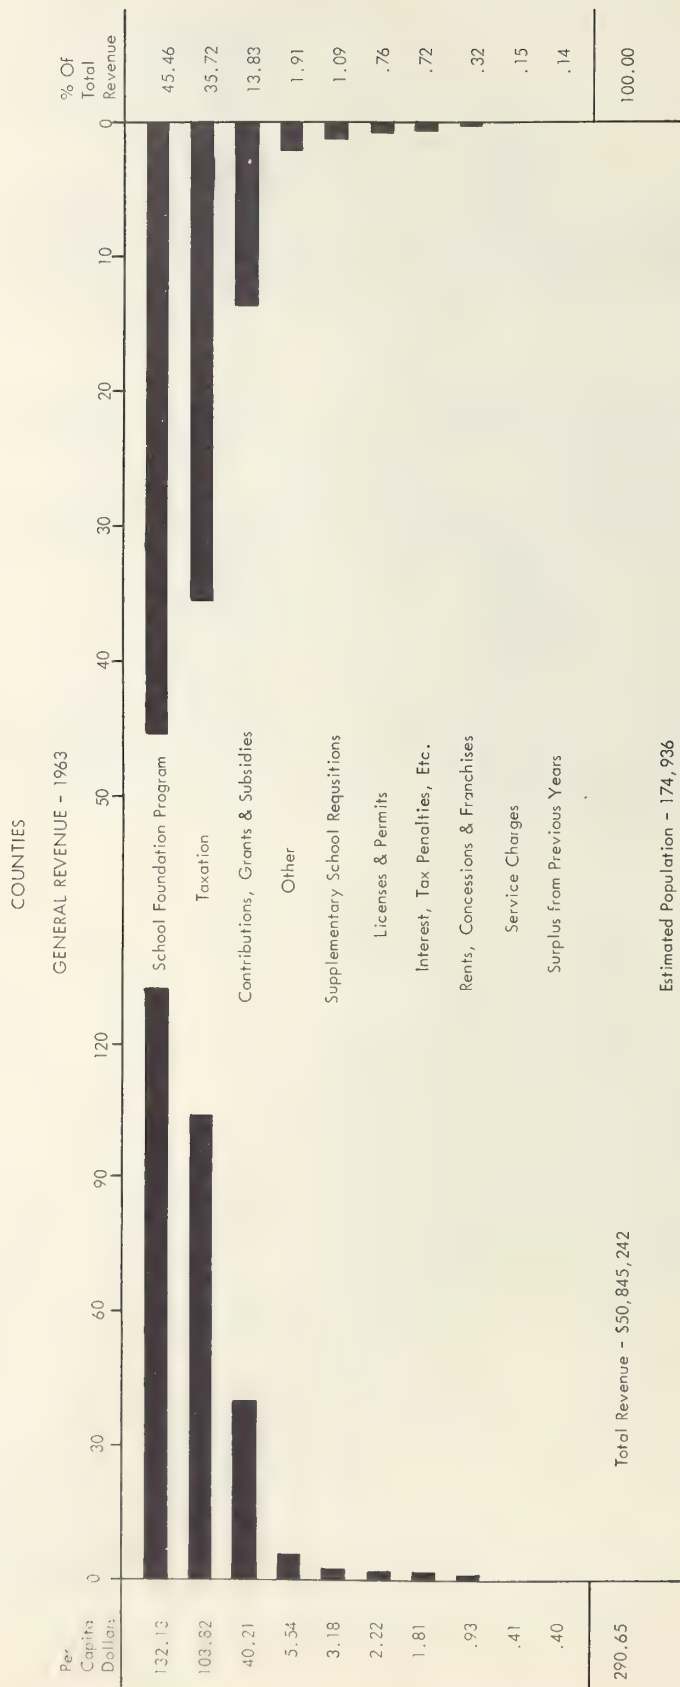 COUNTIES
GENERAL REVENUE - 1963
Per Capita Dollars
0 30 60 90 120
50 40 30 20 10 0
% Of Total Revenue
132.13 School Foundation Program 45.46
103.82 Taxation 35.72
40.21 Contributions, Grants & Subsidies 13.83
5.54 Other 1.91
3.18 Supplementary School Requsitions 1.09
2.22 Licenses & Permits .76
1.81 Interest, Tax Penalties, Etc. .72
.93 Rents, Concessions & Franchises .32
.41 Service Charges .15
.40 Surplus from Previous Years .14
290.65 Total Revenue - $50,845,242 100.00
Estimated Population - 174,936